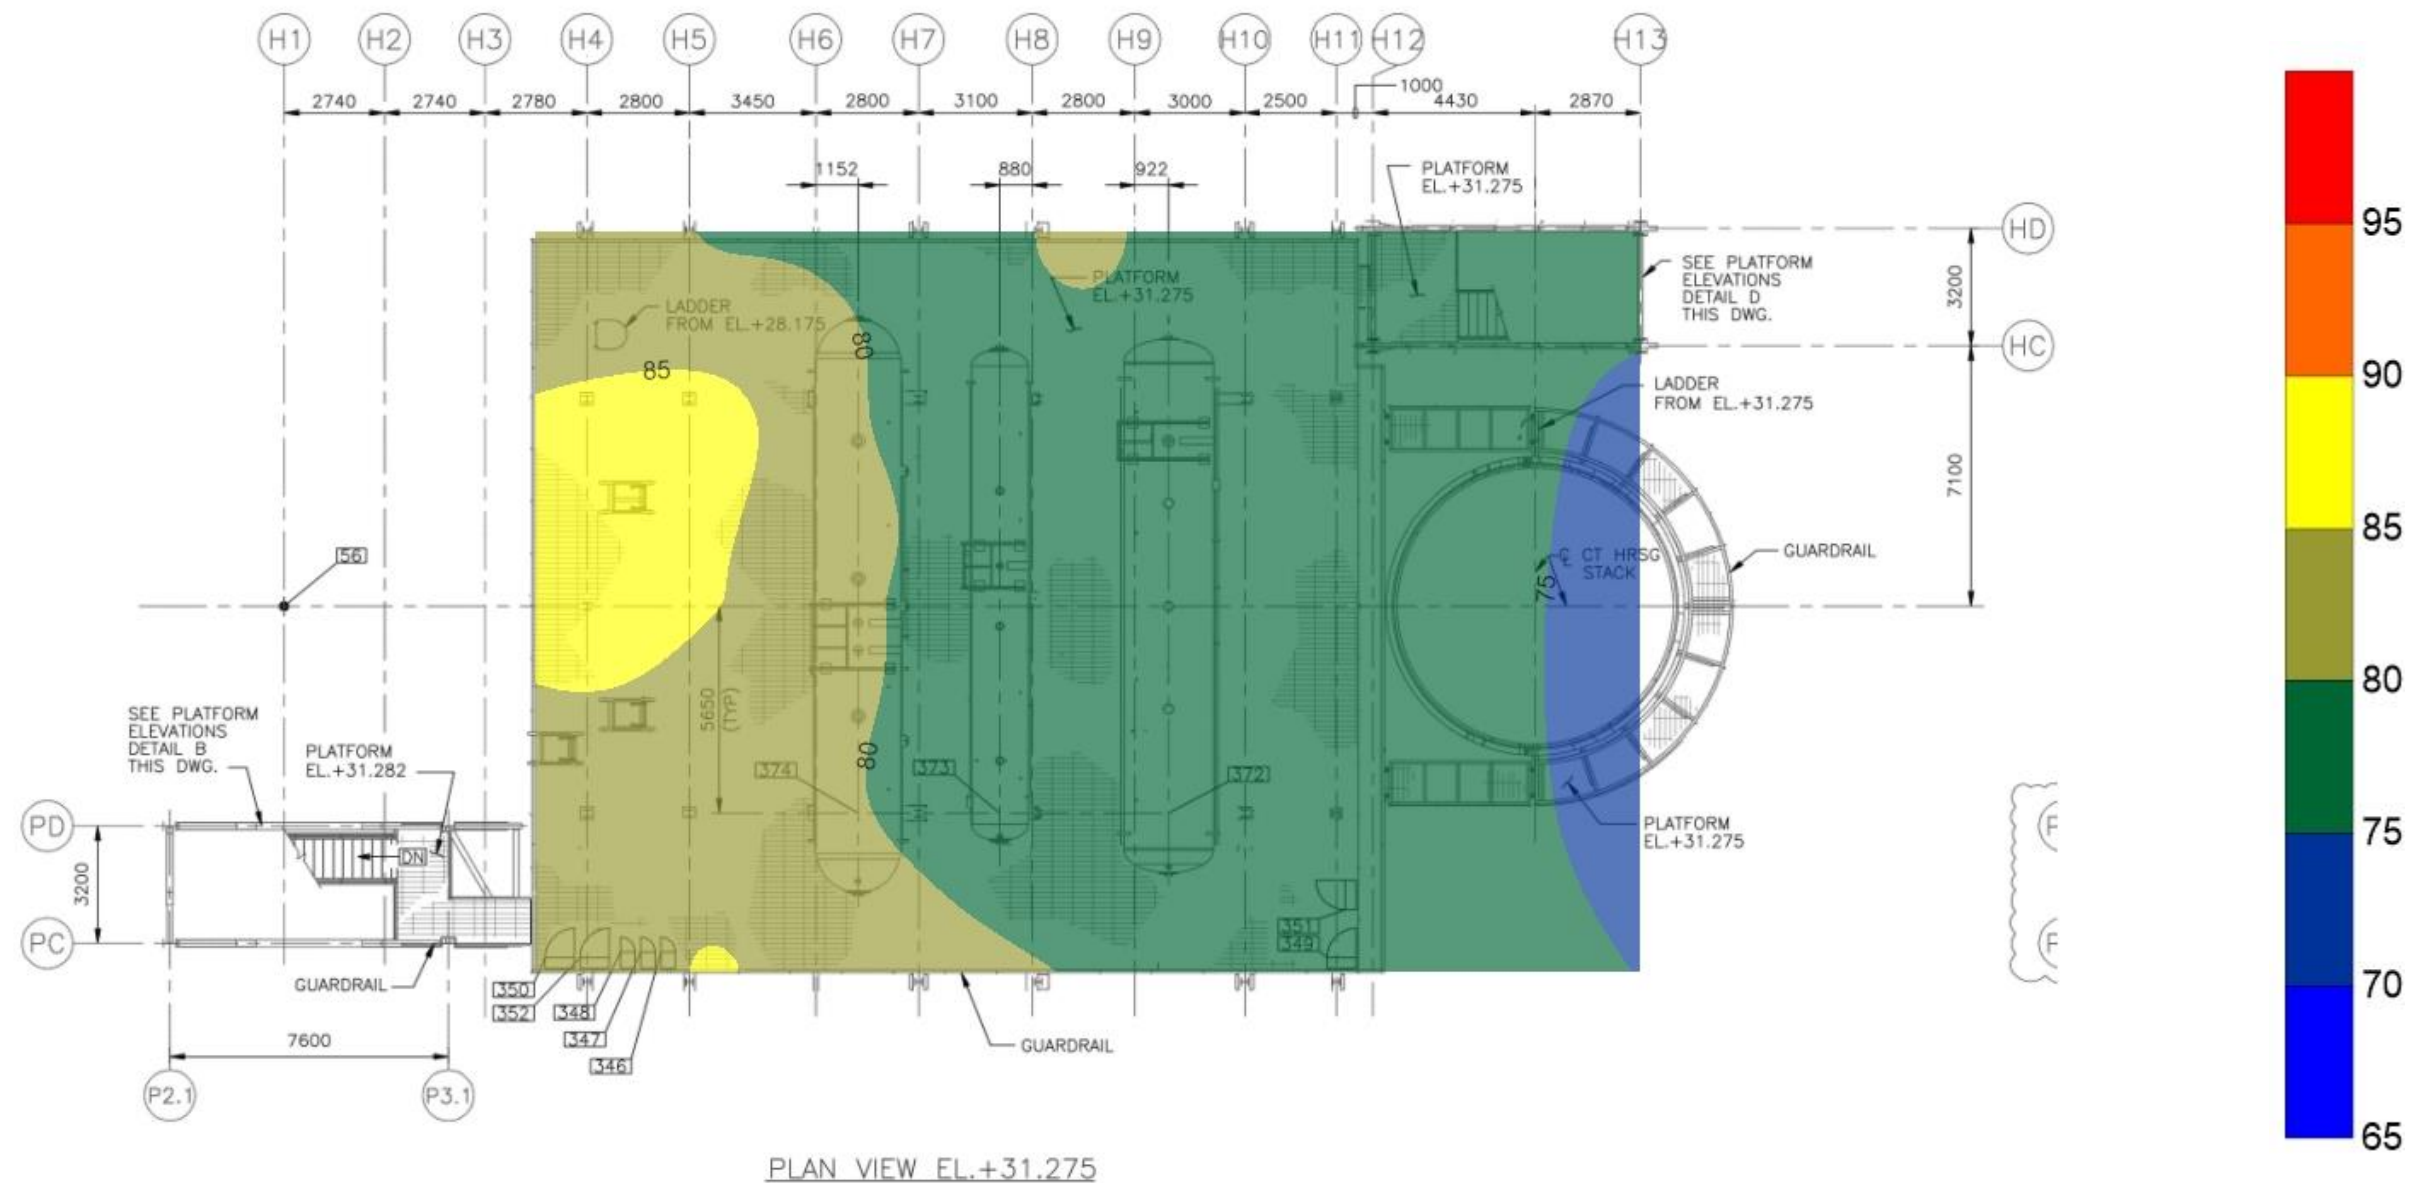 H1 H2 H3 H4 H5 H6 H7 H8 H9 H10 H11 H12 H13
1000
2740 2740 2780 2800 3450 2800 3100 2800 3000 2500 4430 2870
1152 880 922
PLATFORM
EL.+31.275
HD
PLATFORM
EL.+31.275
SEE PLATFORM
ELEVATIONS
DETAIL D
THIS DWG.
3200
LADDER
FROM EL.+28.175
80
HC
85
LADDER
FROM EL.+31.275
7100
56
GUARDRAIL
℄ CT HRSG
STACK
75
5650
(TYP)
SEE PLATFORM
ELEVATIONS
DETAIL B
THIS DWG.
PLATFORM
EL.+31.282
80
374
373
372
PD
DN
PLATFORM
EL.+31.275
3200
PC
351
349
GUARDRAIL
350
352
348
347
346
GUARDRAIL
7600
P2.1
P3.1
PLAN VIEW EL.+31.275
95
90
85
80
75
70
65